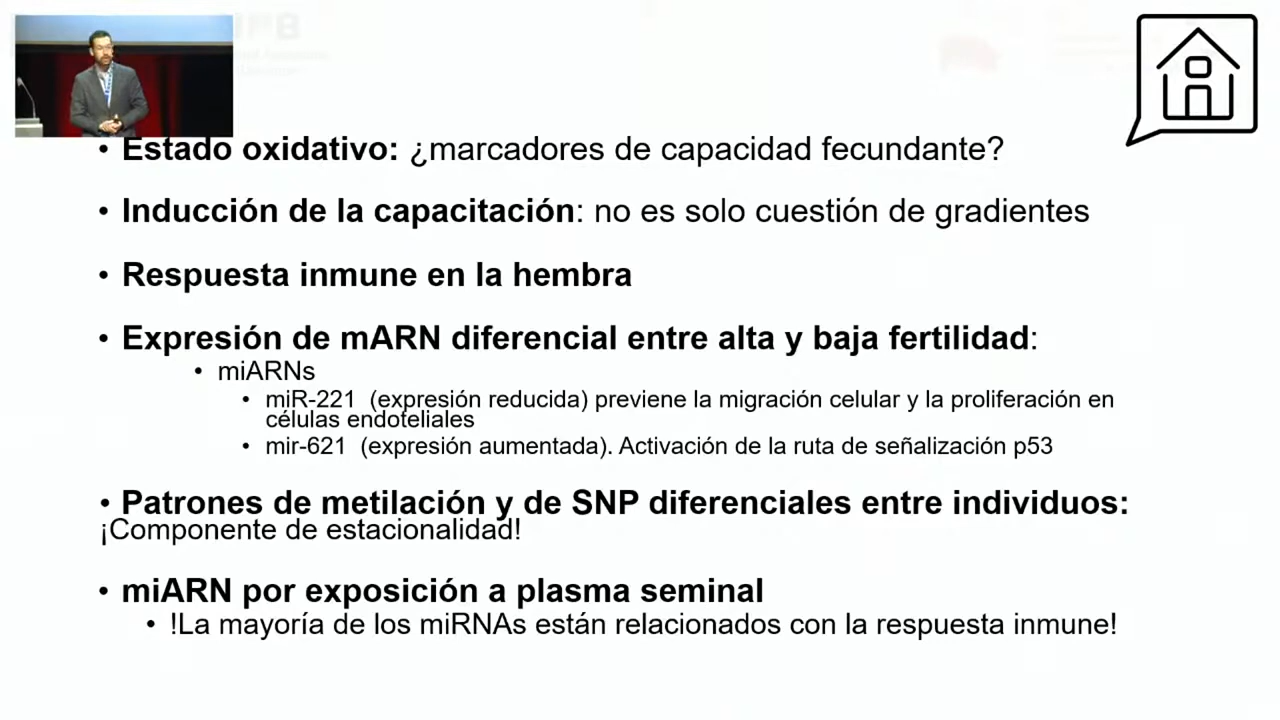 • Estado oxidativo: ¿marcadores de capacidad fecundante?
• Inducción de la capacitación: no es solo cuestión de gradientes
• Respuesta inmune en la hembra
• Expresión de mARN diferencial entre alta y baja fertilidad:
• miARNs
• miR-221 (expresión reducida) previene la migración celular y la proliferación en
células endoteliales
• mir-621 (expresión aumentada). Activación de la ruta de señalización p53
• Patrones de metilación y de SNP diferenciales entre individuos:
¡Componente de estacionalidad!
• miARN por exposición a plasma seminal
• !La mayoría de los miRNAs están relacionados con la respuesta inmune!